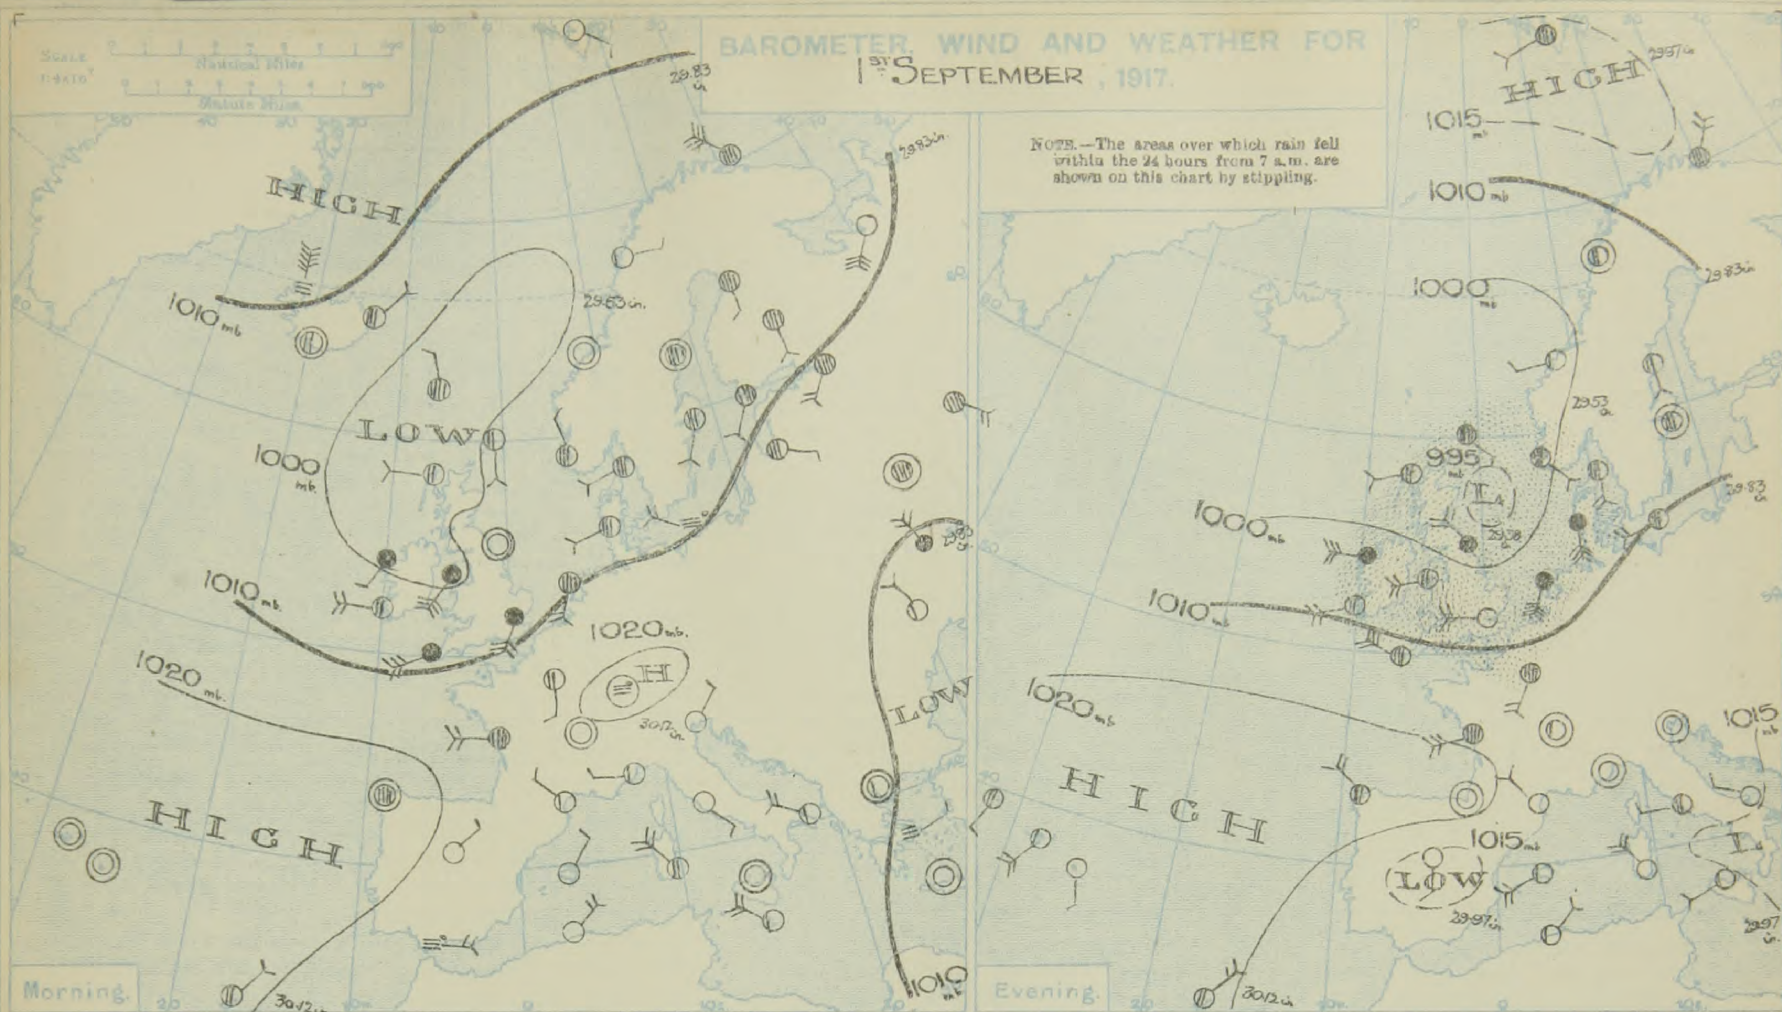 SCALE
Nautical Miles
Statute Miles
BAROMETER, WIND AND WEATHER FOR
1ST SEPTEMBER, 1917.
NOTE.—The areas over which rain fell
within the 24 hours from 7 a.m. are
shown on this chart by stippling.
29.83 in
29.83 in.
HIGH
1010 mb
29.53 in.
LOW
1000 mb.
1010 mb.
1020 mb.
1020 mb.
H
30.12 in.
LOW
HIGH
1010 mb
30.12 in
Morning.
29.97 in
HIGH
1015 mb
1010 mb
29.83 in
1000 mb
29.53 in.
995 mb
L
1000 mb
29.83 in
1010 mb
1020 mb
1015 mb
HIGH
1015 mb
LOW
L
29.97 in.
29.97 in.
30.12 in
Evening.